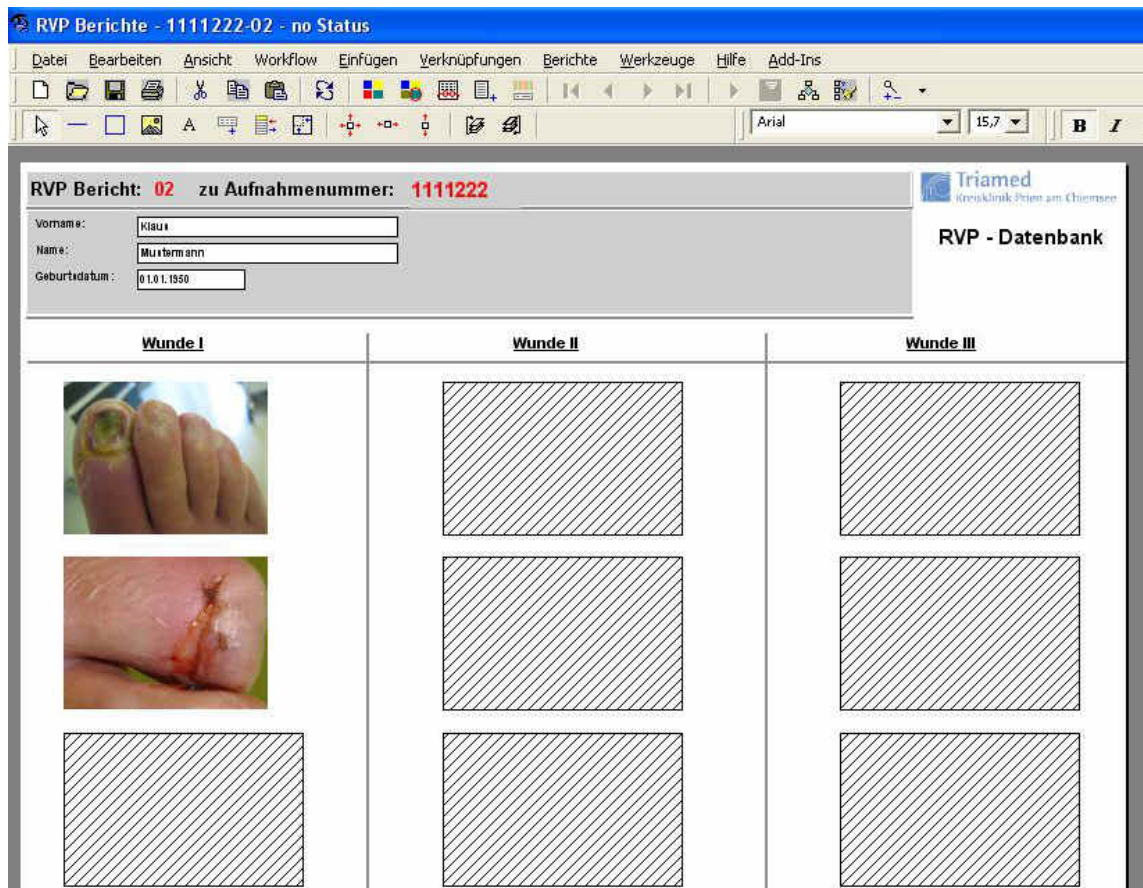 RVP Berichte - 1111222-02 - no Status
Datei Bearbeiten Ansicht Workflow Einfügen Verknüpfungen Berichte Werkzeuge Hilfe Add-Ins
A Arial 15,7 B I
RVP Bericht: 02 zu Aufnahmenummer: 1111222
Triamed
Kreisklinik Prien am Chiemsee
RVP - Datenbank
Vorname: Klaus
Name: Mustermann
Geburtsdatum: 01.01.1950
Wunde I Wunde II Wunde III